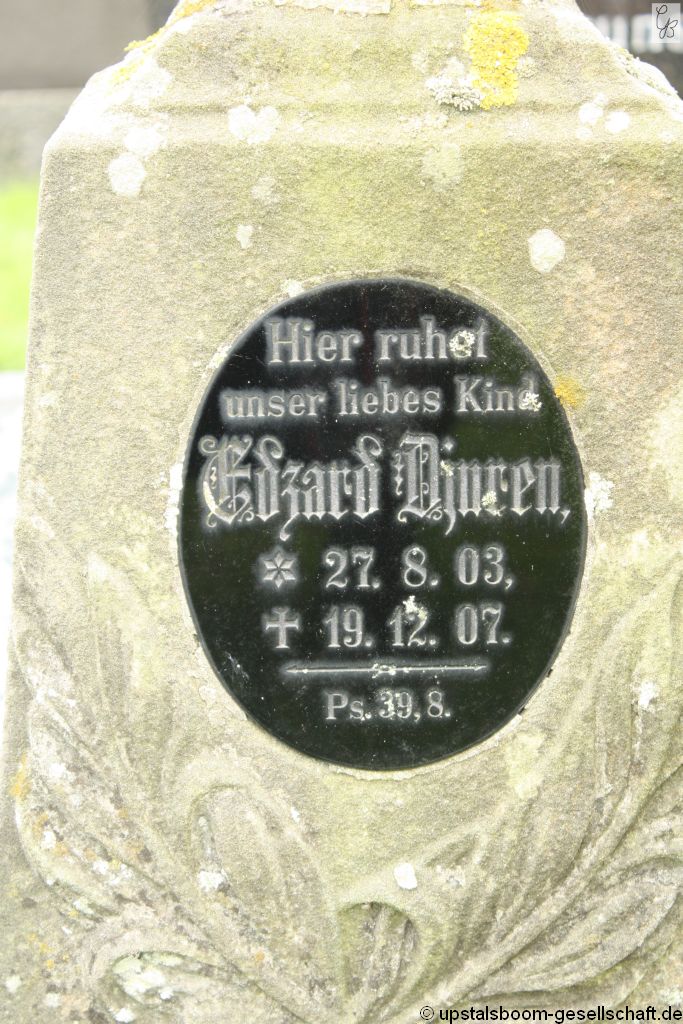 Hier ruhet
unser liebes Kind
Edzard Djuren,
✶ 27. 8. 03,
✝ 19. 12. 07.
Ps. 39, 8.
© upstalsboom-gesellschaft.de